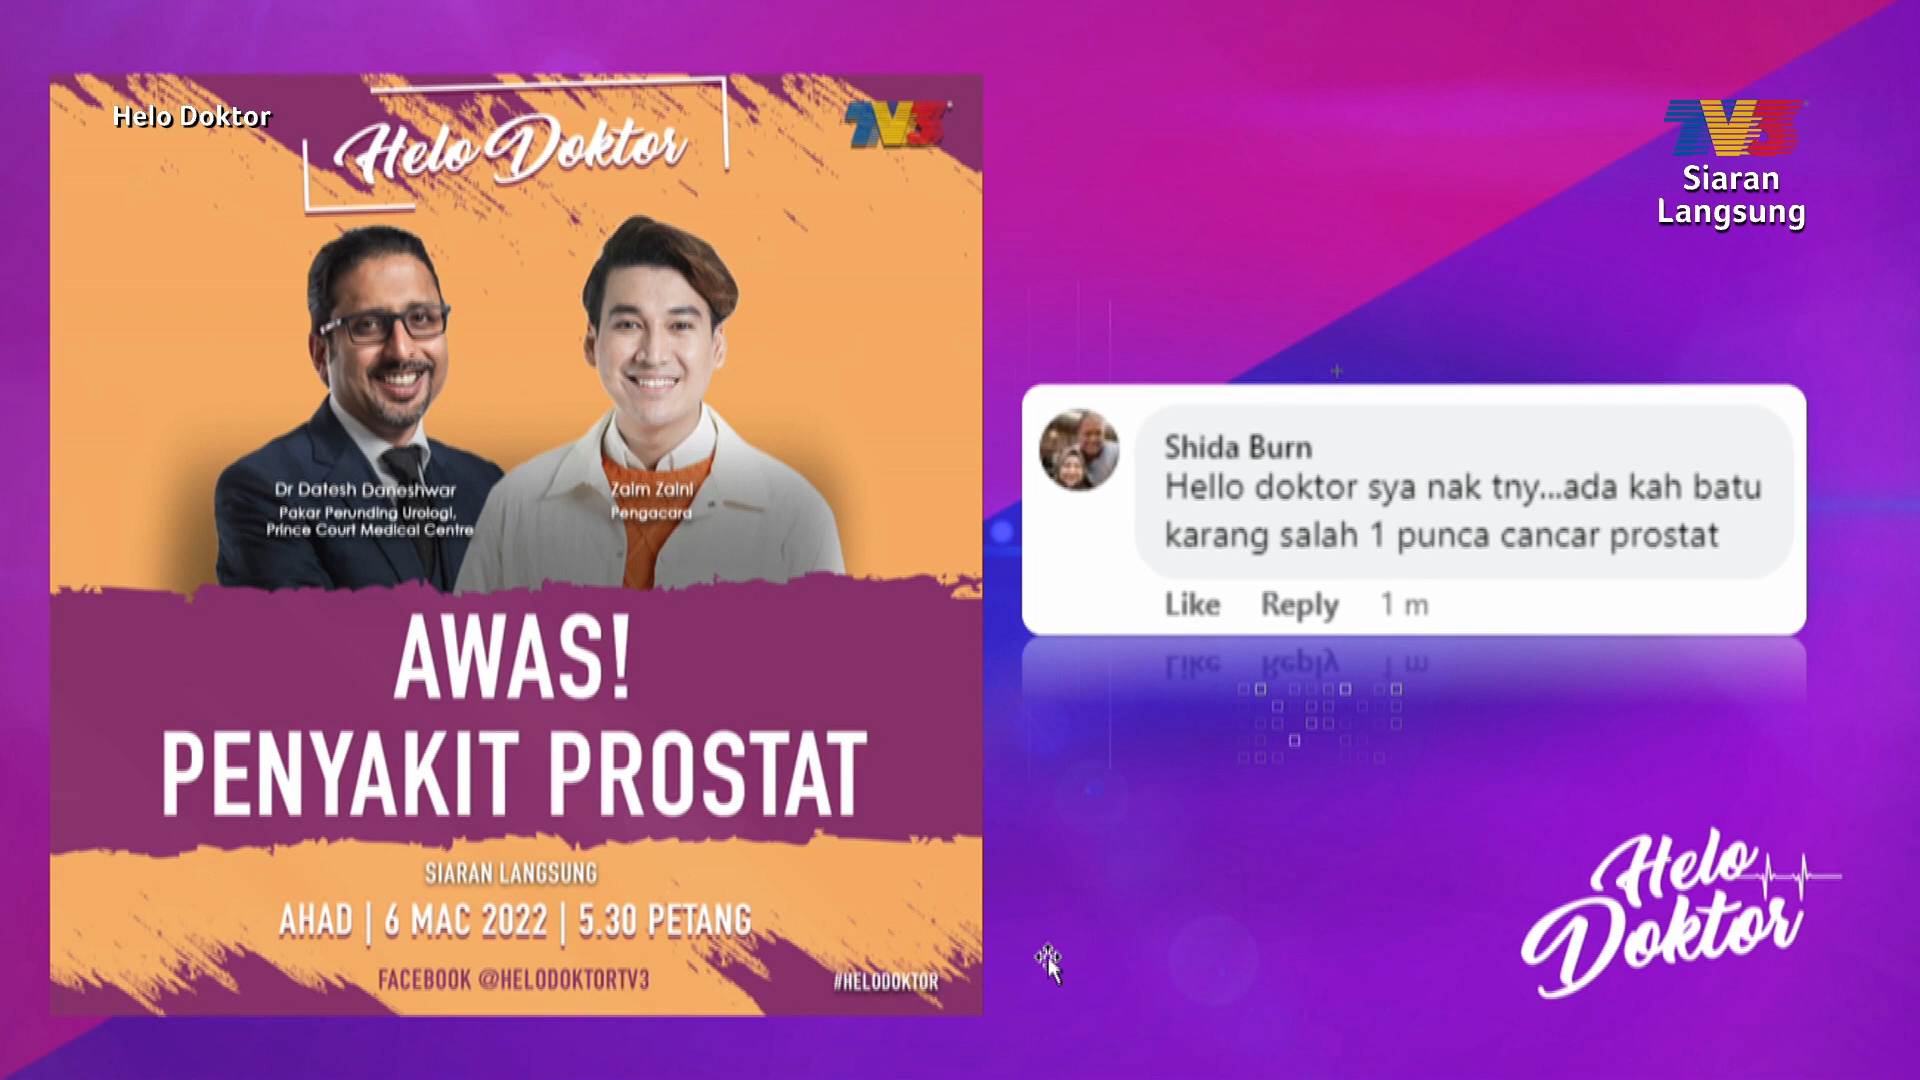 Helo Doktor
Helo Doktor
TV3
TV3
Siaran
Langsung
Dr Datesh Daneshwar
Pakar Perunding Urologi,
Prince Court Medical Centre
Zaim Zaini
Pengacara
AWAS!
PENYAKIT PROSTAT
SIARAN LANGSUNG
AHAD | 6 MAC 2022 | 5.30 PETANG
FACEBOOK @HELODOKTORTV3
#HELODOKTOR
Shida Burn
Hello doktor sya nak tny...ada kah batu
karang salah 1 punca cancar prostat
Like Reply 1 m
Like Reply 1 m
Helo
Doktor